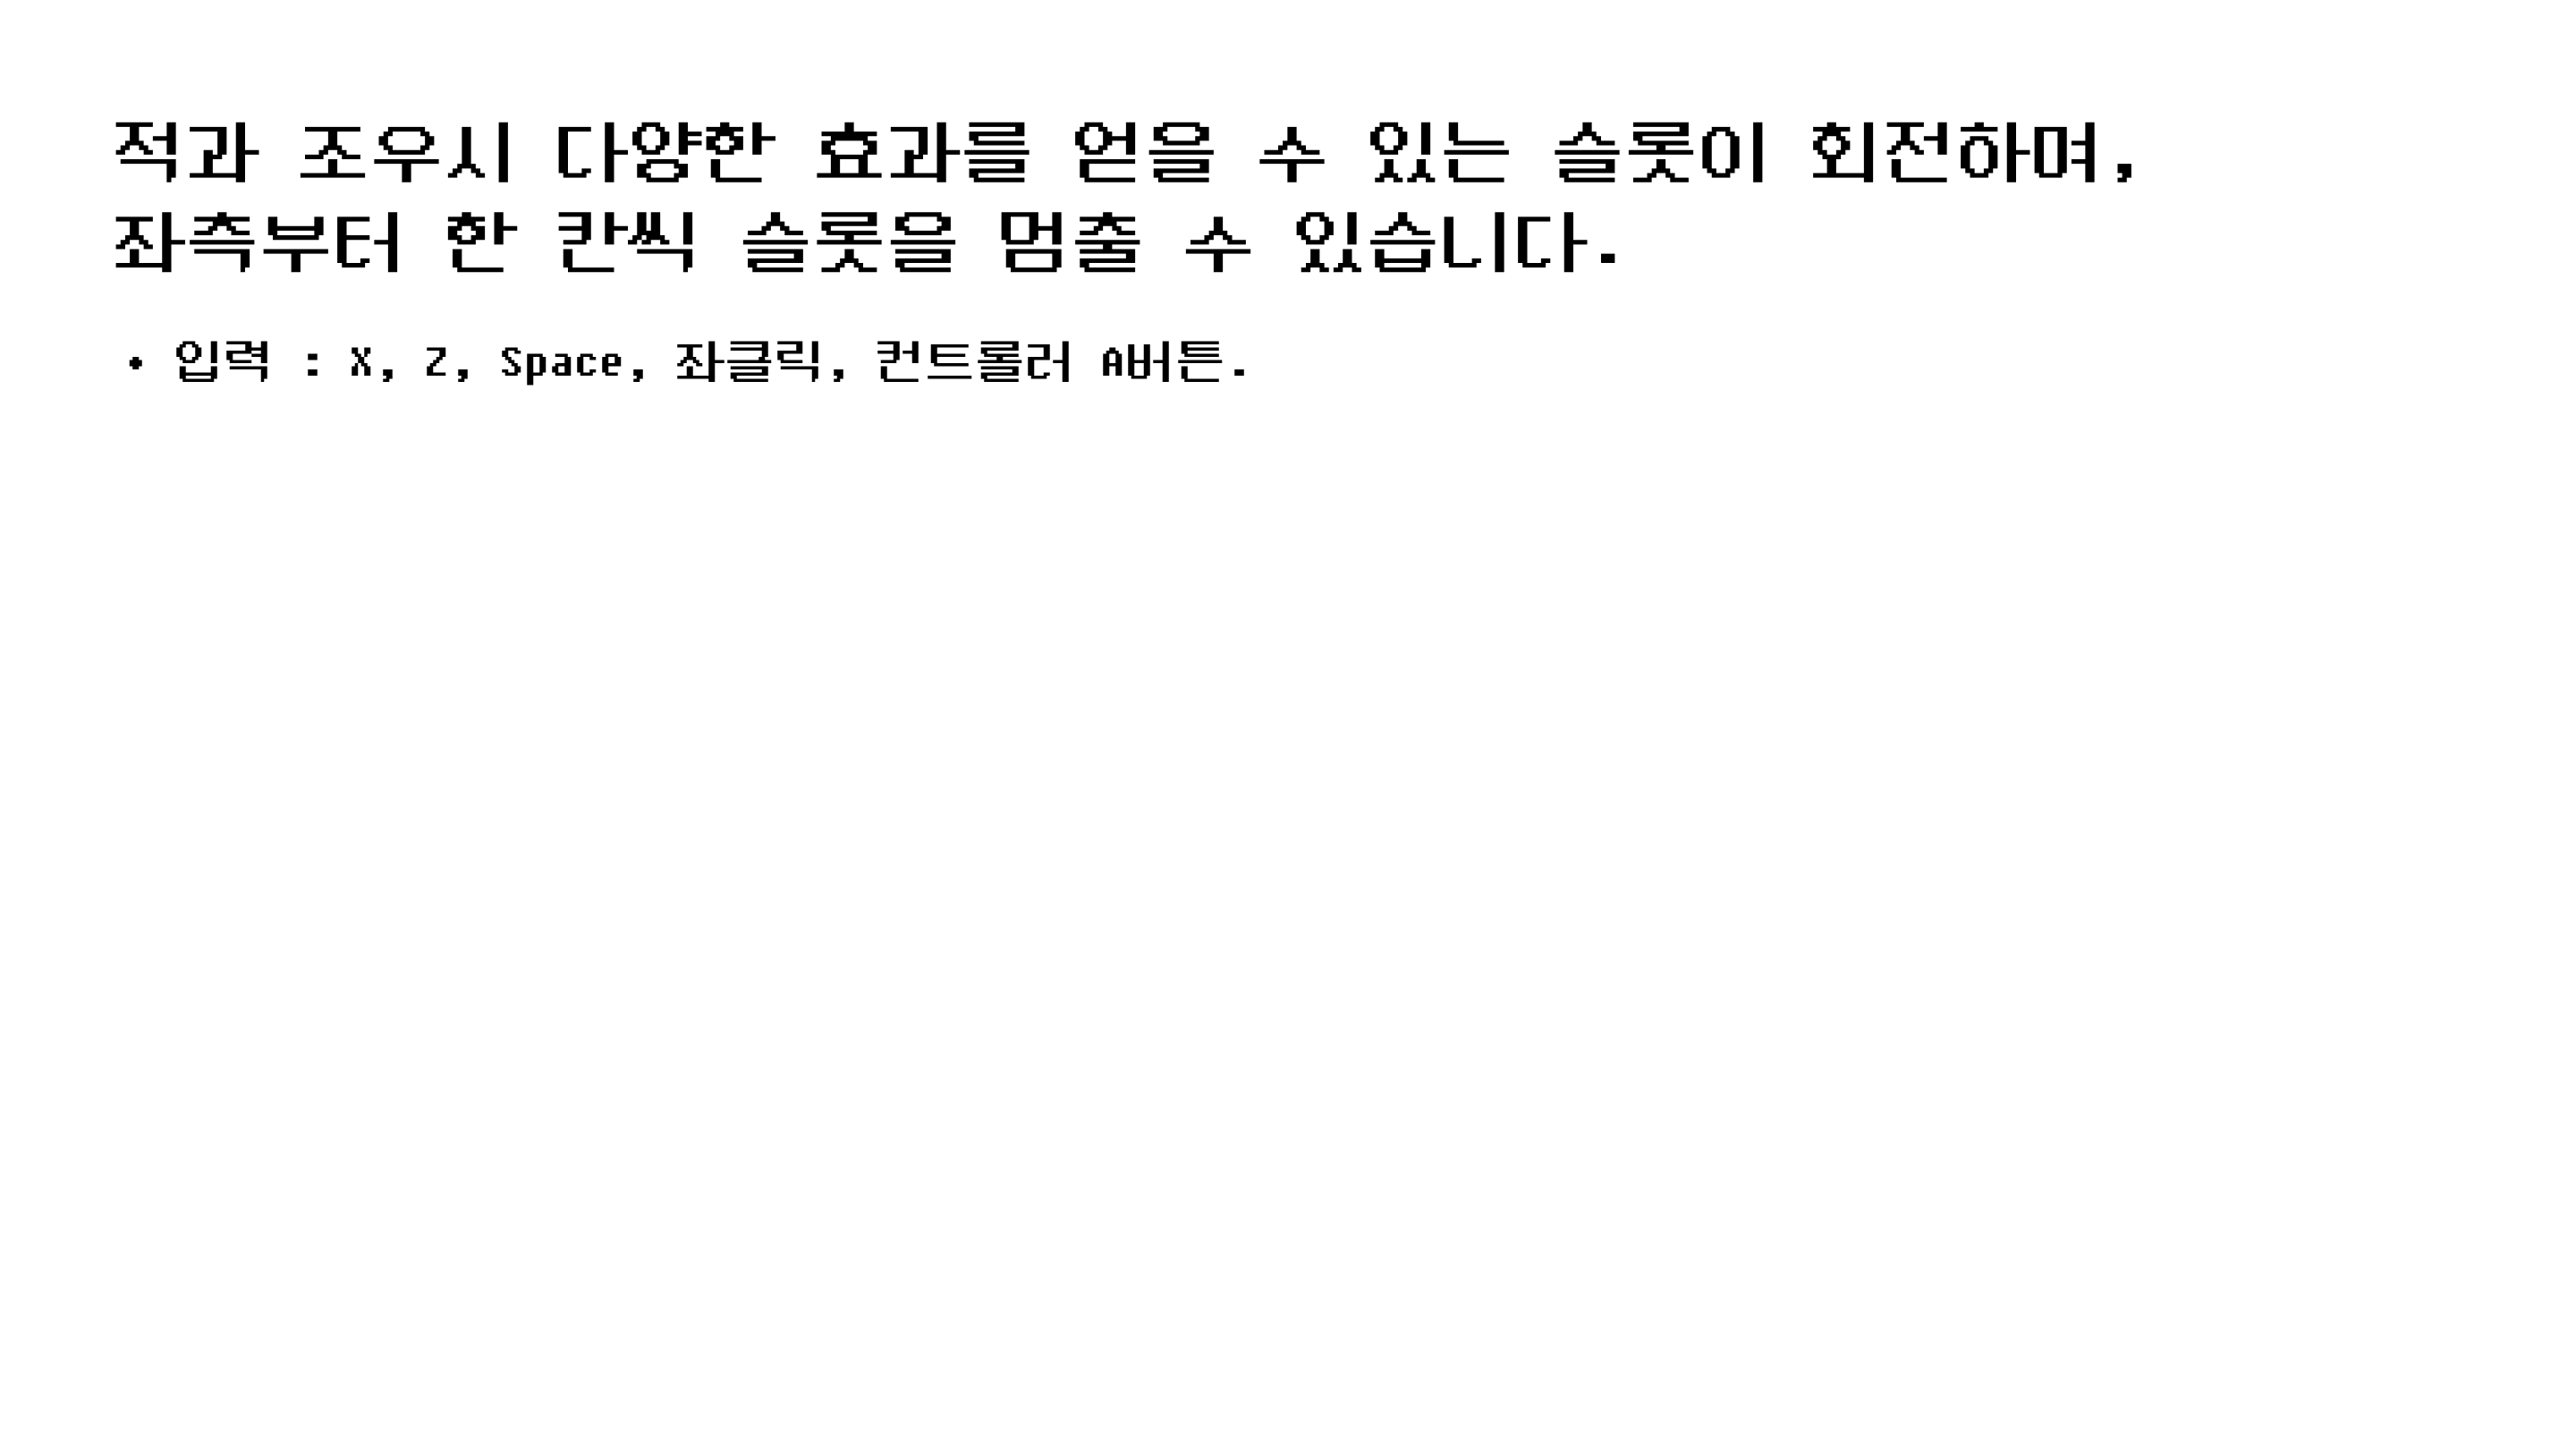 적과 조우시 다양한 효과를 얻을 수 있는 슬롯이 회전하며,
좌측부터 한 칸씩 슬롯을 멈출 수 있습니다.
• 입력 : X, Z, Space, 좌클릭, 컨트롤러 A버튼.